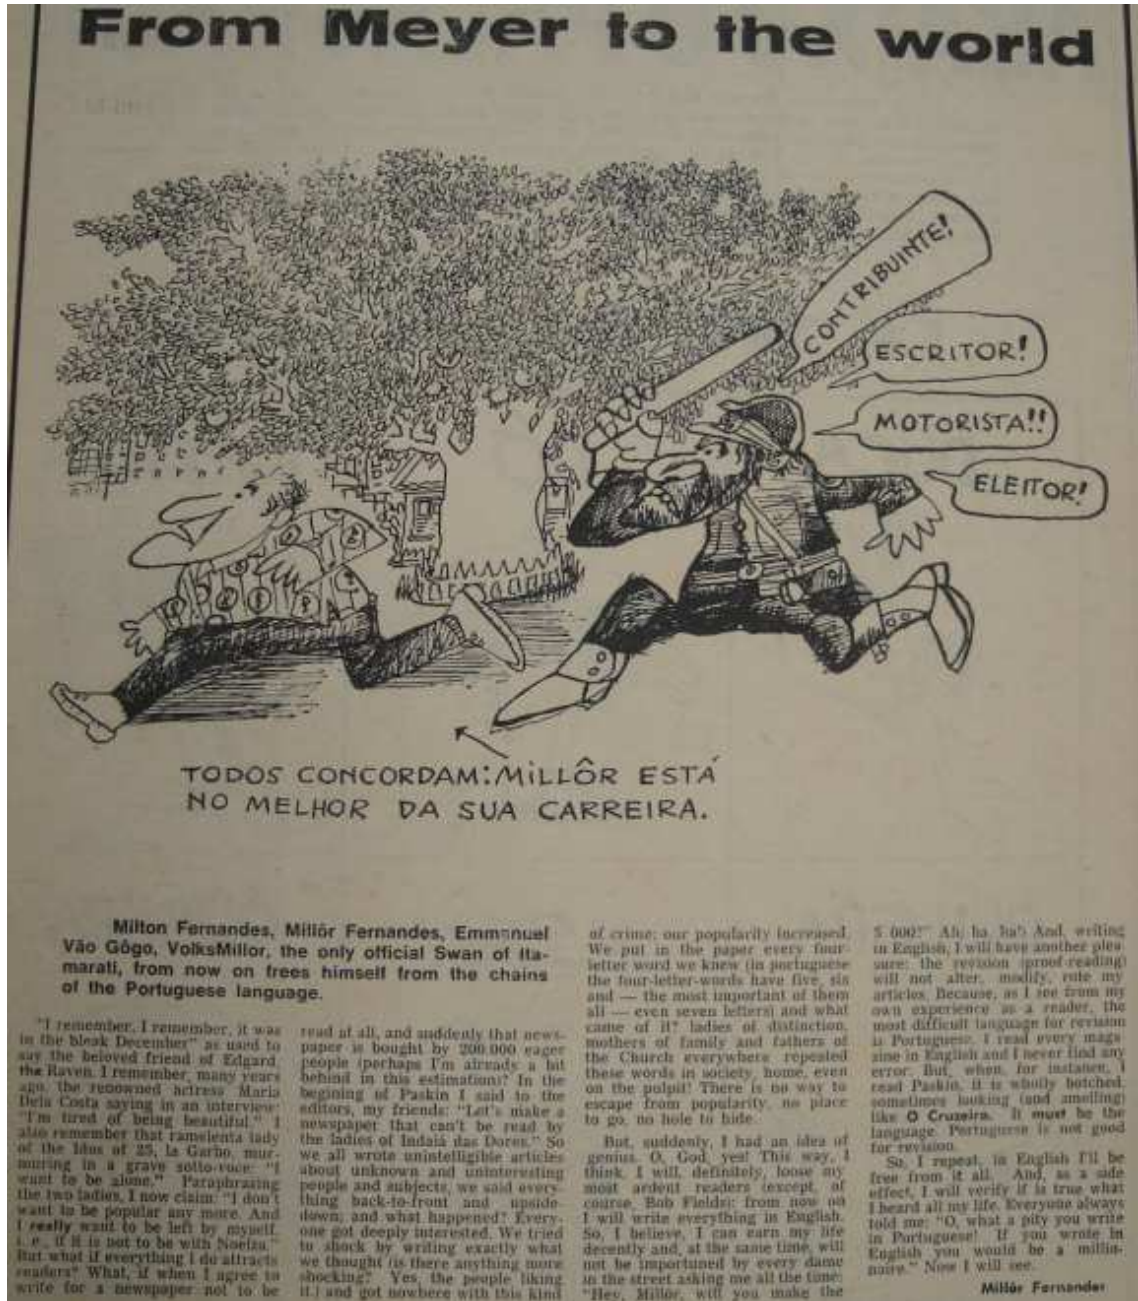 From Meyer to the world
CONTRIBUINTE!
ESCRITOR!
MOTORISTA!!
ELEITOR!
TODOS CONCORDAM: MILLÔR ESTÁ
NO MELHOR DA SUA CARREIRA.
Milton Fernandes, Millôr Fernandes, Emmanuel
Vão Gôgo, VolksMillor, the only official Swan of Ita-
marati, from now on frees himself from the chains
of the Portuguese language.
"I remember, I remember, it was
in the bleak December" as used to
say the beloved friend of Edgard,
the Raven. I remember, many years
ago, the renowned actress Maria
Dela Costa saying in an interview:
"I'm tired of being beautiful." I
also remember that ramelenta lady
of the Idos of 25, la Garbo, mur-
muring in a grave sotto-voce: "I
want to be alone." Paraphrasing
the two ladies, I now claim: "I don't
want to be popular any more. And
I really want to be left by myself,
i. e., if it is not to be with Noelza."
But what if everything I do attracts
readers? What, if when I agree to
write for a newspaper not to be
read at all, and suddenly that news-
paper is bought by 200.000 eager
people (perhaps I'm already a bit
behind in this estimation)? In the
begining of Paskin I said to the
editors, my friends: "Let's make a
newspaper that can't be read by
the ladies of Indaiá das Dores." So
we all wrote unintelligible articles
about unknown and uninteresting
people and subjects, we said every-
thing back-to-front and upside-
down, and what happened? Every-
one got deeply interested. We tried
to shock by writing exactly what
we thought (is there anything more
shocking? Yes, the people liking
it.) and got nowhere with this kind
of crime; our popularity increased.
We put in the paper every four-
letter word we knew (in portuguese
the four-letter-words have five, six
and — the most important of them
all — even seven letters) and what
came of it? ladies of distinction,
mothers of family and fathers of
the Church everywhere repeated
these words in society, home, even
on the pulpit! There is no way to
escape from popularity, no place
to go, no hole to hide.
But, suddenly, I had an idea of
genius. O, God, yes! This way, I
think, I will, definitely, loose my
most ardent readers (except, of
course, Bob Fields): from now on
I will write everything in English.
So, I believe, I can earn my life
decently and, at the same time, will
not be importuned by every dame
in the street asking me all the time:
"Hey, Millôr, will you make the
5 000?" Ah; ha, ha!) And, writing
in English, I will have another plea-
sure: the revision (proof-reading)
will not alter, modify, my
articles. Because, as I see from my
own experience as a reader, the
most difficult language for revision
is Portuguese. I read every maga-
zine in English and I never find any
error. But, when, for instance, I
read Paskin, it is wholly botched,
sometimes looking (and smelling)
like O Cruzeiro. It must be the
language. Portuguese is not good
for revision.
So, I repeat, in English I'll be
free from it all. And, as a side
effect, I will verify if is true what
I heard all my life. Everyone always
told me: "O, what a pity you write
in Portuguese! If you wrote in
English you would be a millio-
naire." Now I will see.
Millôr Fernandes